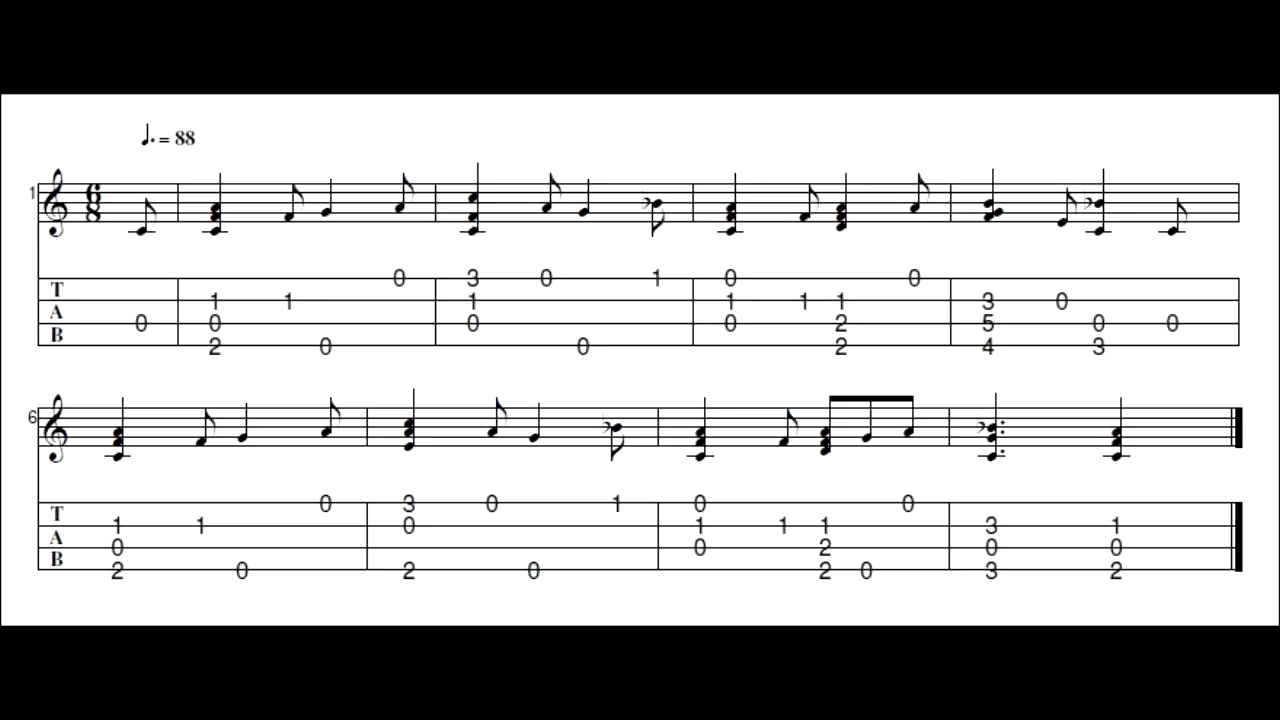 ♩. = 88
1
6
8
T 0 3 0 1 0 0
A 1 1 1 1 1 1 3 0
B 0 0 0 0 2 5 0 0
2 0 0 2 4 3
6
T 0 3 0 1 0 0
A 1 1 0 1 1 1 3 1
B 0 0 2 0 0
2 0 2 0 2 0 3 2